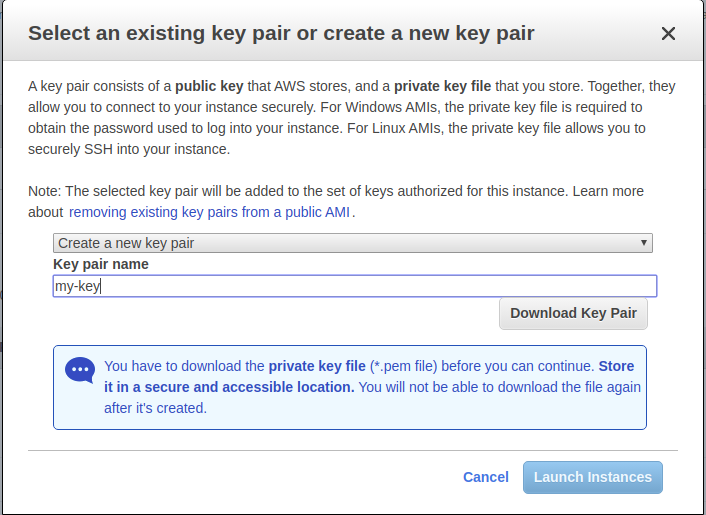 Select an existing key pair or create a new key pair
A key pair consists of a public key that AWS stores, and a private key file that you store. Together, they
allow you to connect to your instance securely. For Windows AMIs, the private key file is required to
obtain the password used to log into your instance. For Linux AMIs, the private key file allows you to
securely SSH into your instance.
Note: The selected key pair will be added to the set of keys authorized for this instance. Learn more
about removing existing key pairs from a public AMI.
Create a new key pair
Key pair name
my-key
Download Key Pair
You have to download the private key file (*.pem file) before you can continue. Store
it in a secure and accessible location. You will not be able to download the file again
after it's created.
Cancel Launch Instances